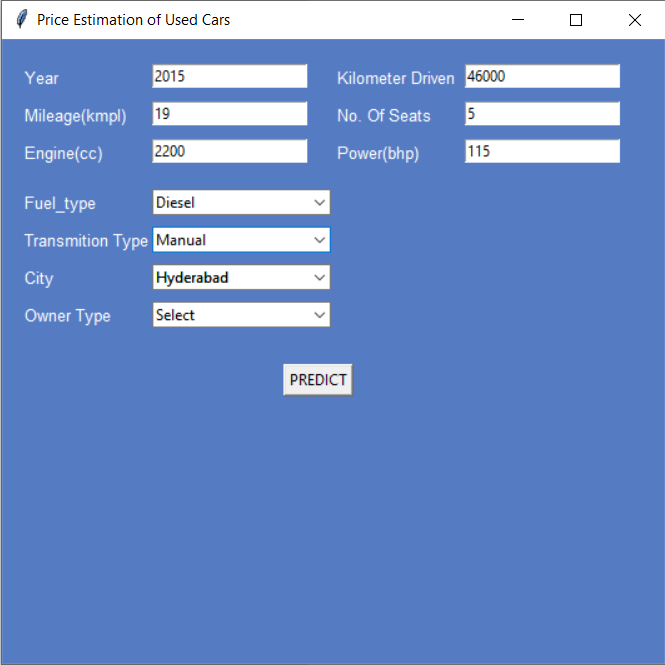 Price Estimation of Used Cars
Year 2015 Kilometer Driven 46000
Mileage(kmpl) 19 No. Of Seats 5
Engine(cc) 2200 Power(bhp) 115
Fuel_type Diesel
Transmition Type Manual
City Hyderabad
Owner Type Select
PREDICT